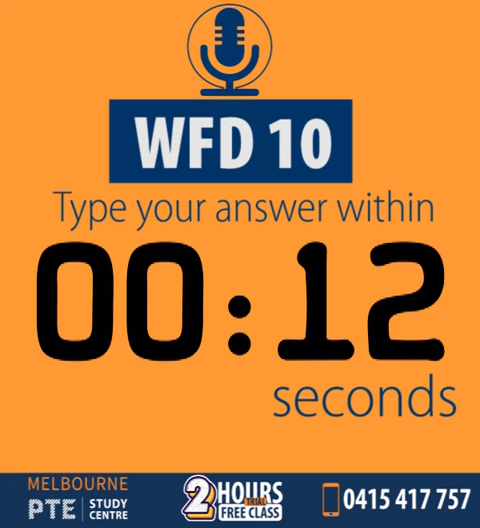 WFD 10
Type your answer within
00:12
seconds
MELBOURNE
PTE STUDY CENTRE
2 HOURS TRIAL FREE CLASS
0415 417 757